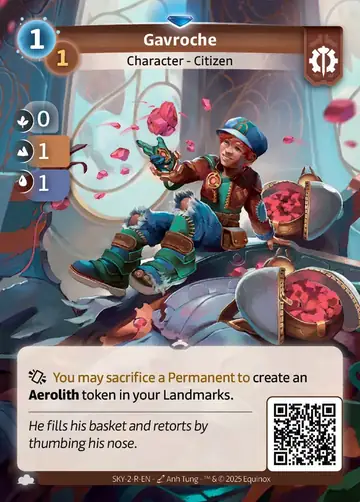 1
Gavroche
1
Character - Citizen
0
1
1
You may sacrifice a Permanent to create an
Aerolith token in your Landmarks.
He fills his basket and retorts by
thumbing his nose.
SKY-2-R-EN - Anh Tung - ™ & © 2025 Equinox